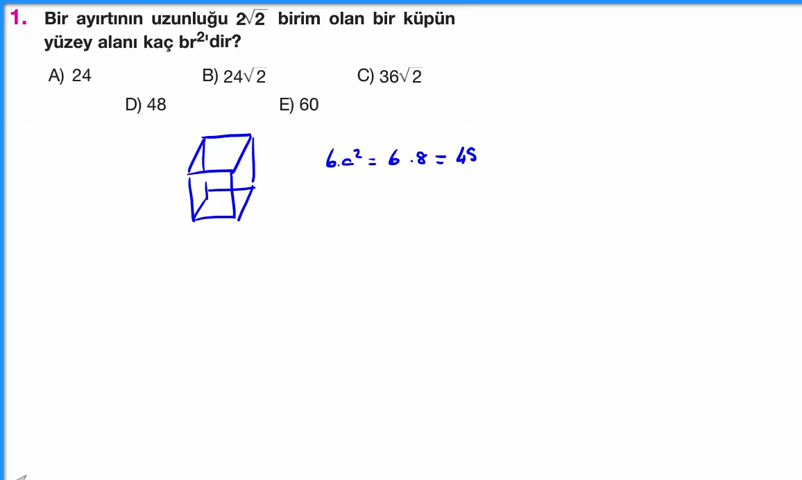 1. Bir ayırtının uzunluğu 2√2 birim olan bir küpün
yüzey alanı kaç br²'dir?
A) 24 B) 24√2 C) 36√2
D) 48 E) 60
6.a² = 6 .8 = 48